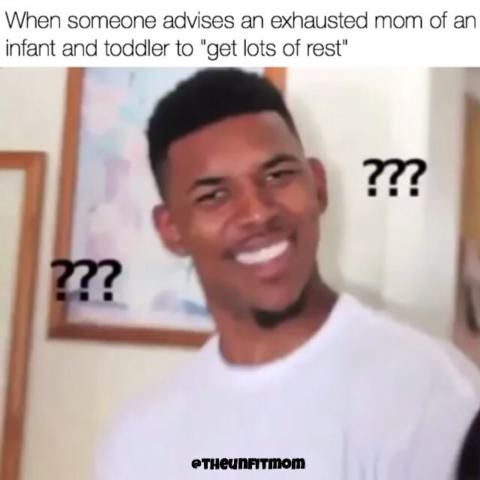 When someone advises an exhausted mom of an
infant and toddler to "get lots of rest"
???
???
@THeunFITmom